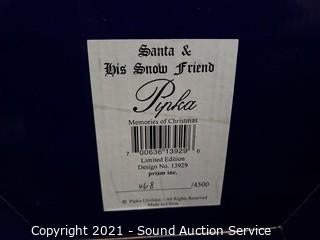 Santa &
His Snow Friend
Pipka
Memories of Christmas
7 00636 13929 6
Limited Edition
Design No. 13929
prizm inc.
468 /4500
© Pipka Ulvilden - All Rights Reserved
Made in China
Copyright 2021 - Sound Auction Service